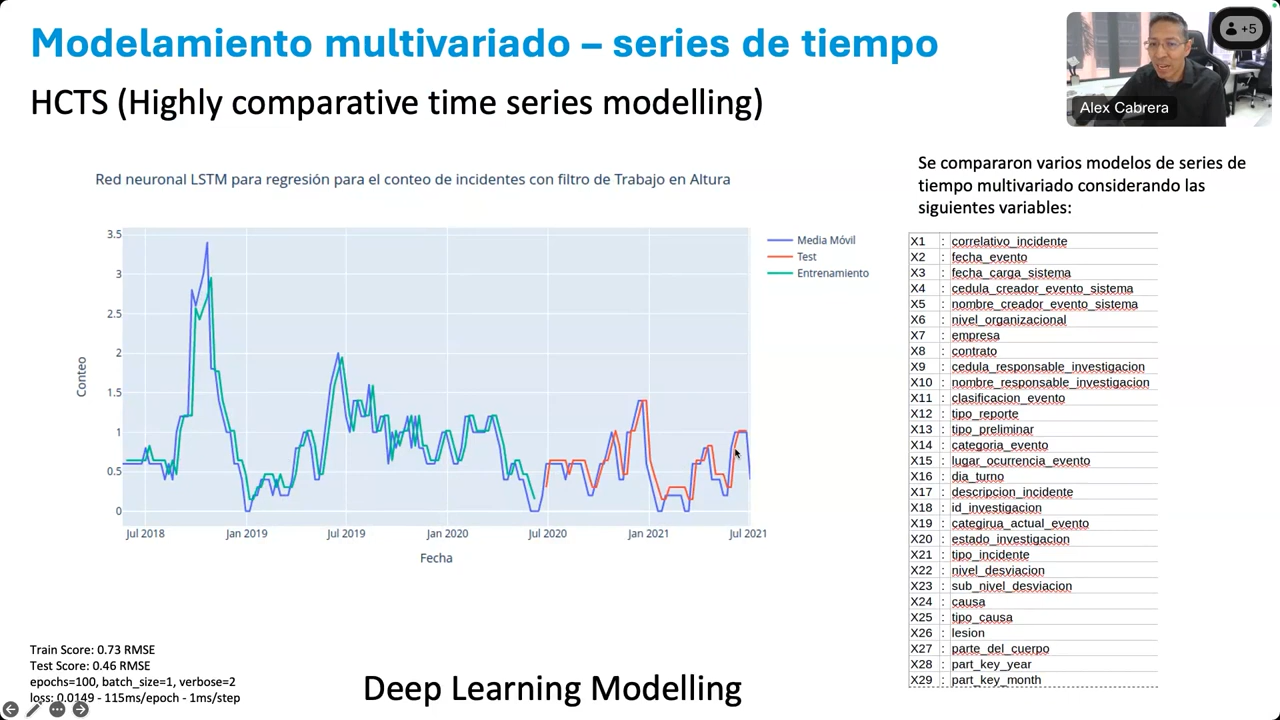 Modelamiento multivariado – series de tiempo
HCTS (Highly comparative time series modelling)
+5
Alex Cabrera
Red neuronal LSTM para regresión para el conteo de incidentes con filtro de Trabajo en Altura
3.5
3
2.5
2
1.5
1
0.5
0
Conteo
Jul 2018
Jan 2019
Jul 2019
Jan 2020
Jul 2020
Jan 2021
Jul 2021
Fecha
Media Móvil
Test
Entrenamiento
Se compararon varios modelos de series de
tiempo multivariado considerando las
siguientes variables:
X1 : correlativo_incidente
X2 : fecha_evento
X3 : fecha_carga_sistema
X4 : cedula_creador_evento_sistema
X5 : nombre_creador_evento_sistema
X6 : nivel_organizacional
X7 : empresa
X8 : contrato
X9 : cedula_responsable_investigacion
X10 : nombre_responsable_investigacion
X11 : clasificacion_evento
X12 : tipo_reporte
X13 : tipo_preliminar
X14 : categoria_evento
X15 : lugar_ocurrencia_evento
X16 : dia_turno
X17 : descripcion_incidente
X18 : id_investigacion
X19 : categirua_actual_evento
X20 : estado_investigacion
X21 : tipo_incidente
X22 : nivel_desviacion
X23 : sub_nivel_desviacion
X24 : causa
X25 : tipo_causa
X26 : lesion
X27 : parte_del_cuerpo
X28 : part_key_year
X29 : part_key_month
Train Score: 0.73 RMSE
Test Score: 0.46 RMSE
epochs=100, batch_size=1, verbose=2
loss: 0.0149 - 115ms/epoch - 1ms/step
Deep Learning Modelling